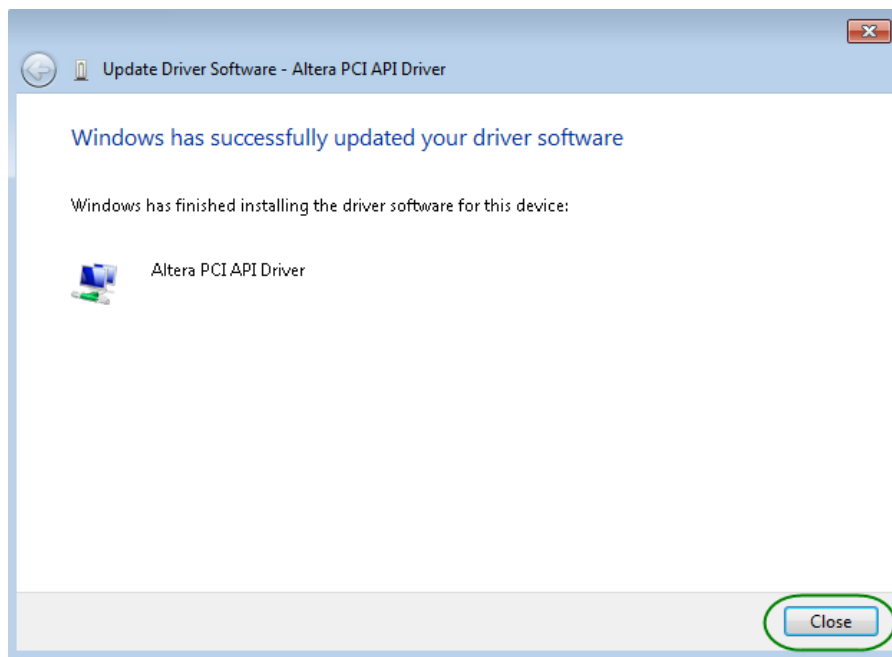 Update Driver Software - Altera PCI API Driver
Windows has successfully updated your driver software
Windows has finished installing the driver software for this device:
Altera PCI API Driver
Close